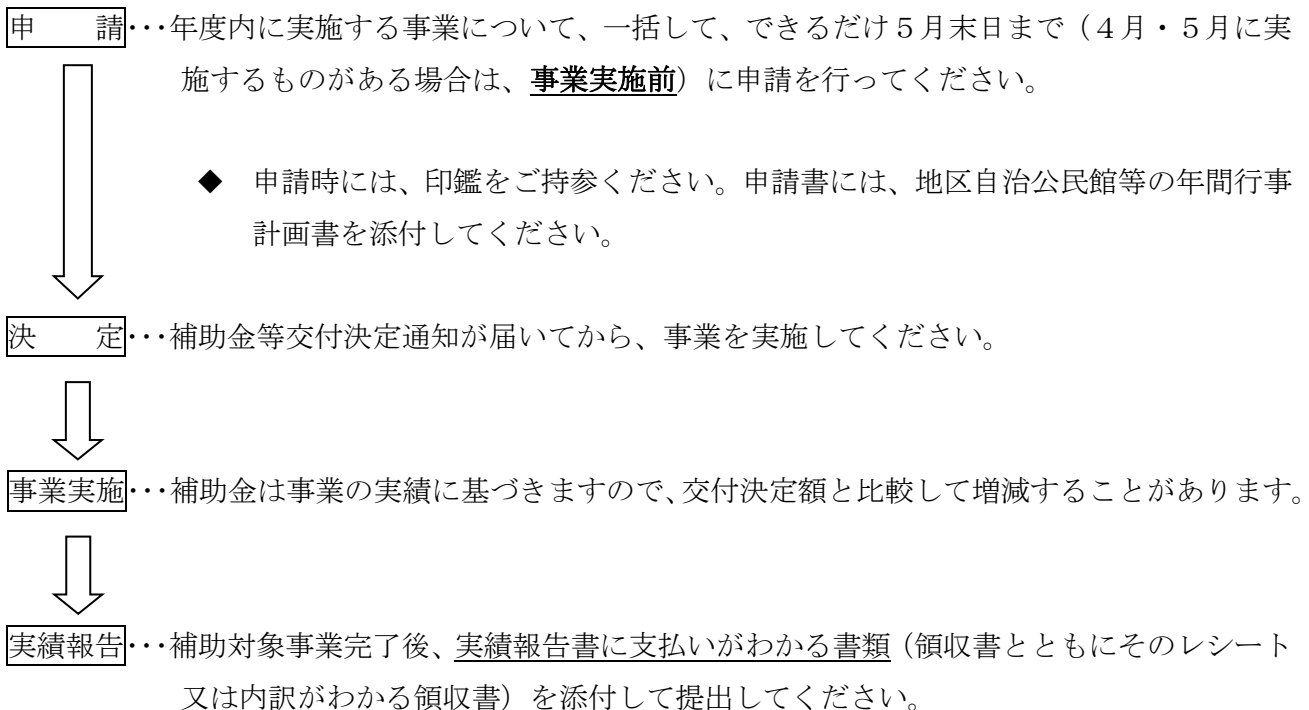 申　　請･･･年度内に実施する事業について、一括して、できるだけ５月末日まで（４月・５月に実
施するものがある場合は、事業実施前）に申請を行ってください。
◆　申請時には、印鑑をご持参ください。申請書には、地区自治公民館等の年間行事
計画書を添付してください。
決　　定･･･補助金等交付決定通知が届いてから、事業を実施してください。
事業実施･･･補助金は事業の実績に基づきますので、交付決定額と比較して増減することがあります。
実績報告･･･補助対象事業完了後、実績報告書に支払いがわかる書類（領収書とともにそのレシート
又は内訳がわかる領収書）を添付して提出してください。